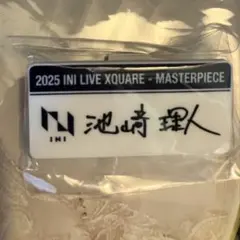 2025 INI LIVE XQUARE - MASTERPIECE
池﨑理人
INI